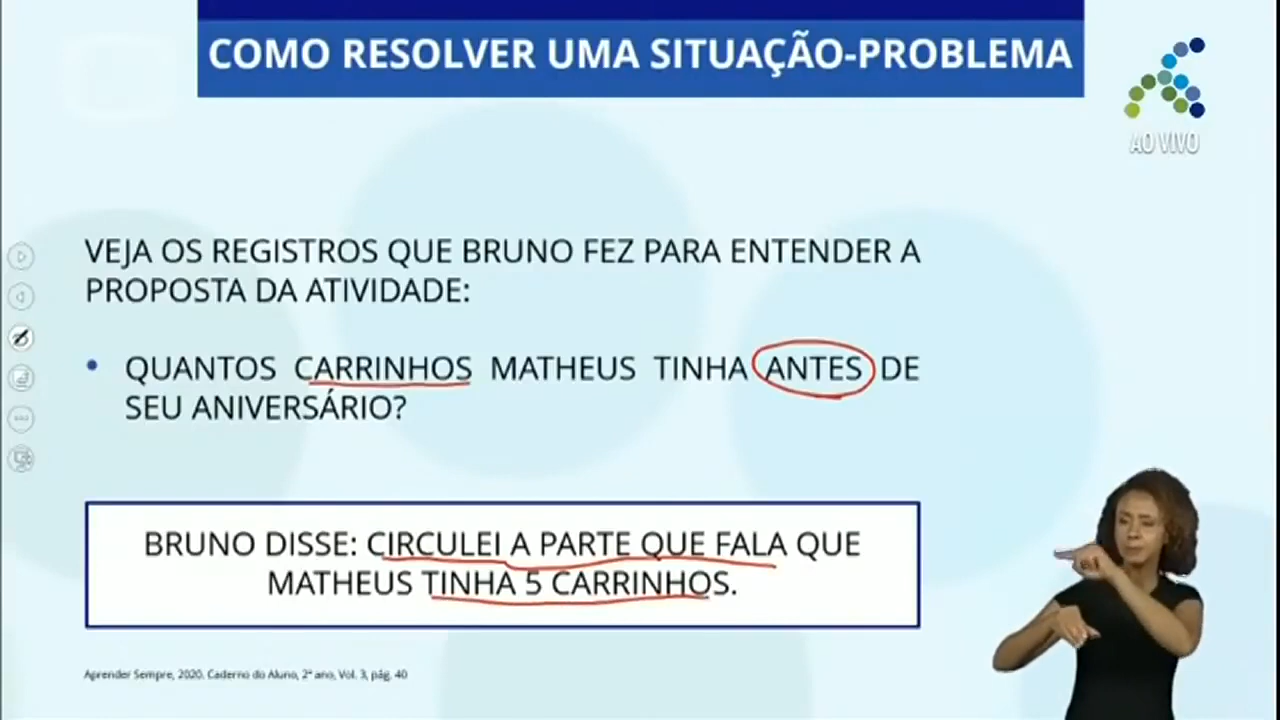 COMO RESOLVER UMA SITUAÇÃO-PROBLEMA
AO VIVO
VEJA OS REGISTROS QUE BRUNO FEZ PARA ENTENDER A
PROPOSTA DA ATIVIDADE:
• QUANTOS CARRINHOS MATHEUS TINHA ANTES DE
SEU ANIVERSÁRIO?
BRUNO DISSE: CIRCULEI A PARTE QUE FALA QUE
MATHEUS TINHA 5 CARRINHOS.
Aprender Sempre, 2020. Caderno do Aluno, 2º ano, Vol. 3, pág. 40